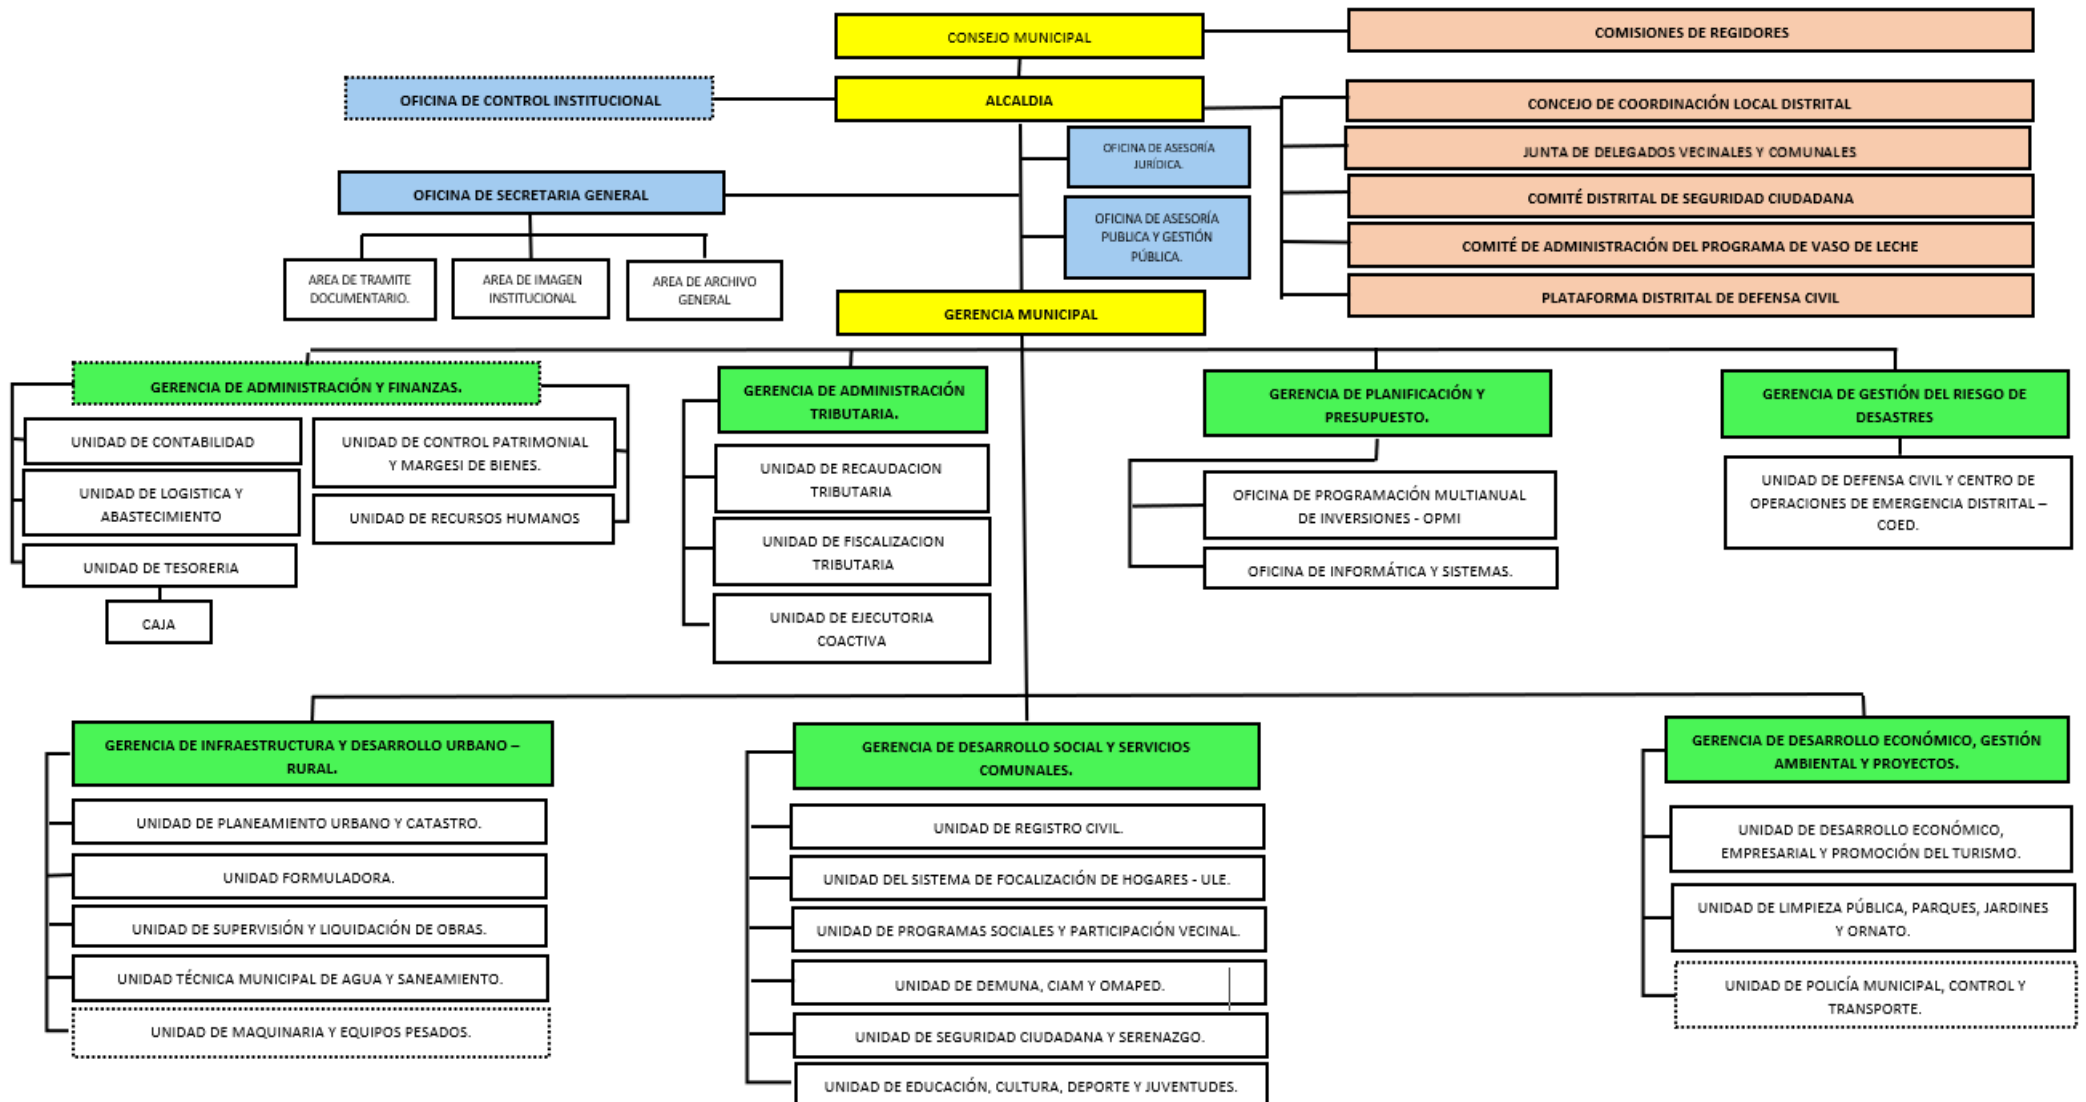 CONSEJO MUNICIPAL
COMISIONES DE REGIDORES
OFICINA DE CONTROL INSTITUCIONAL
ALCALDIA
CONCEJO DE COORDINACIÓN LOCAL DISTRITAL
JUNTA DE DELEGADOS VECINALES Y COMUNALES
COMITÉ DISTRITAL DE SEGURIDAD CIUDADANA
COMITÉ DE ADMINISTRACIÓN DEL PROGRAMA DE VASO DE LECHE
PLATAFORMA DISTRITAL DE DEFENSA CIVIL
OFICINA DE ASESORÍA
JURÍDICA.
OFICINA DE SECRETARIA GENERAL
OFICINA DE ASESORÍA
PUBLICA Y GESTIÓN
PÚBLICA.
AREA DE TRAMITE
DOCUMENTARIO.
AREA DE IMAGEN
INSTITUCIONAL
AREA DE ARCHIVO
GENERAL
GERENCIA MUNICIPAL
GERENCIA DE ADMINISTRACIÓN Y FINANZAS.
UNIDAD DE CONTABILIDAD
UNIDAD DE LOGISTICA Y
ABASTECIMIENTO
UNIDAD DE TESORERIA
CAJA
UNIDAD DE CONTROL PATRIMONIAL
Y MARGESI DE BIENES.
UNIDAD DE RECURSOS HUMANOS
GERENCIA DE ADMINISTRACIÓN
TRIBUTARIA.
UNIDAD DE RECAUDACION
TRIBUTARIA
UNIDAD DE FISCALIZACION
TRIBUTARIA
UNIDAD DE EJECUTORIA
COACTIVA
GERENCIA DE PLANIFICACIÓN Y
PRESUPUESTO.
OFICINA DE PROGRAMACIÓN MULTIANUAL
DE INVERSIONES - OPMI
OFICINA DE INFORMÁTICA Y SISTEMAS.
GERENCIA DE GESTIÓN DEL RIESGO DE
DESASTRES
UNIDAD DE DEFENSA CIVIL Y CENTRO DE
OPERACIONES DE EMERGENCIA DISTRITAL –
COED.
GERENCIA DE INFRAESTRUCTURA Y DESARROLLO URBANO –
RURAL.
UNIDAD DE PLANEAMIENTO URBANO Y CATASTRO.
UNIDAD FORMULADORA.
UNIDAD DE SUPERVISIÓN Y LIQUIDACIÓN DE OBRAS.
UNIDAD TÉCNICA MUNICIPAL DE AGUA Y SANEAMIENTO.
UNIDAD DE MAQUINARIA Y EQUIPOS PESADOS.
GERENCIA DE DESARROLLO SOCIAL Y SERVICIOS
COMUNALES.
UNIDAD DE REGISTRO CIVIL.
UNIDAD DEL SISTEMA DE FOCALIZACIÓN DE HOGARES - ULE.
UNIDAD DE PROGRAMAS SOCIALES Y PARTICIPACIÓN VECINAL.
UNIDAD DE DEMUNA, CIAM Y OMAPED.
UNIDAD DE SEGURIDAD CIUDADANA Y SERENAZGO.
UNIDAD DE EDUCACIÓN, CULTURA, DEPORTE Y JUVENTUDES.
GERENCIA DE DESARROLLO ECONÓMICO, GESTIÓN
AMBIENTAL Y PROYECTOS.
UNIDAD DE DESARROLLO ECONÓMICO,
EMPRESARIAL Y PROMOCIÓN DEL TURISMO.
UNIDAD DE LIMPIEZA PÚBLICA, PARQUES, JARDINES
Y ORNATO.
UNIDAD DE POLICÍA MUNICIPAL, CONTROL Y
TRANSPORTE.